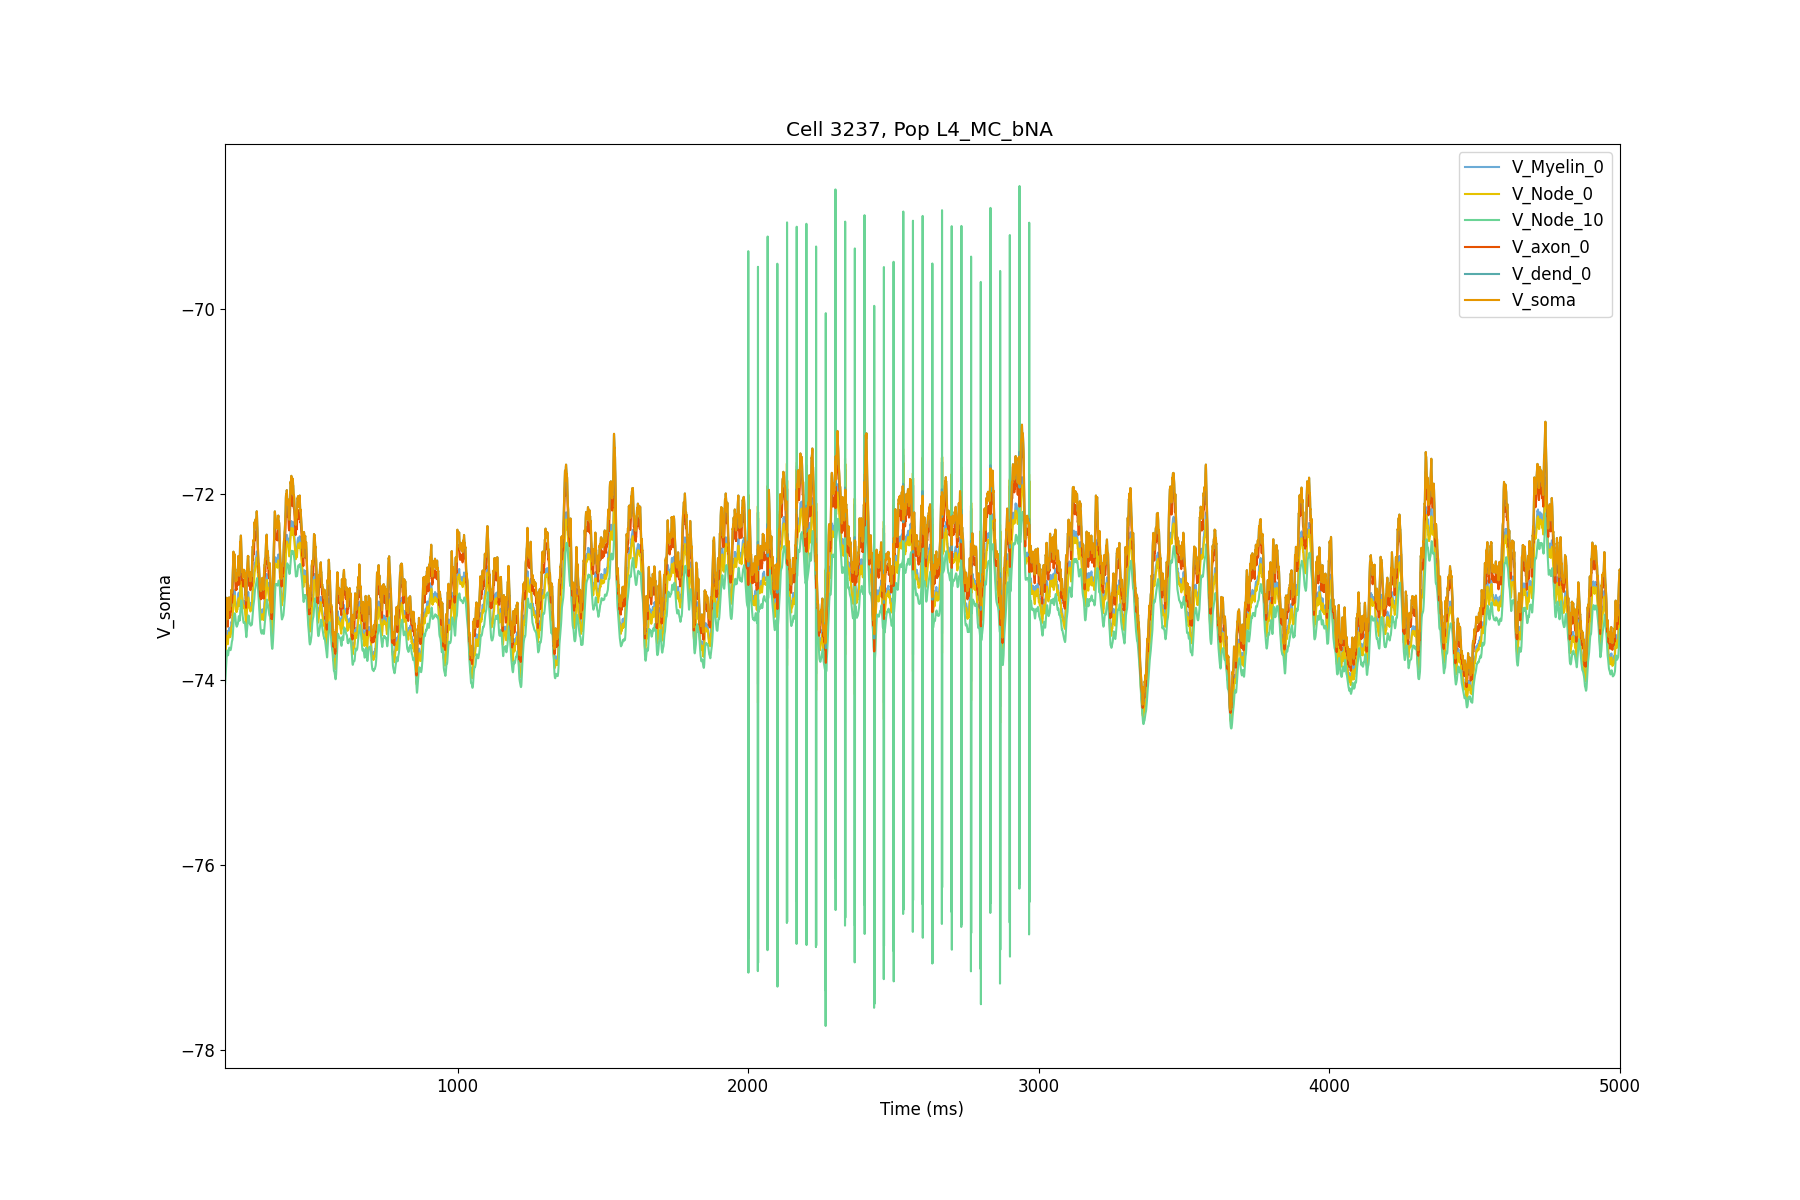 Cell 3237, Pop L4_MC_bNA
V_Myelin_0
V_Node_0
V_Node_10
V_axon_0
V_dend_0
V_soma
V_soma
−70
−72
−74
−76
−78
1000
2000
3000
4000
5000
Time (ms)